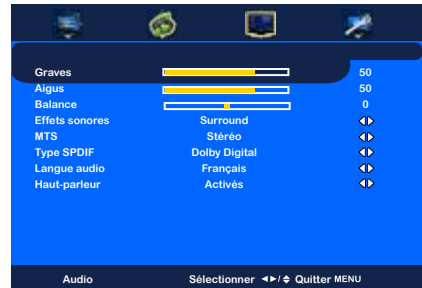 Graves 50
Aigus 50
Balance 0
Effets sonores Surround
MTS Stéréo
Type SPDIF Dolby Digital
Langue audio Français
Haut-parleur Activés
Audio Sélectionner ◄►/ Quitter MENU